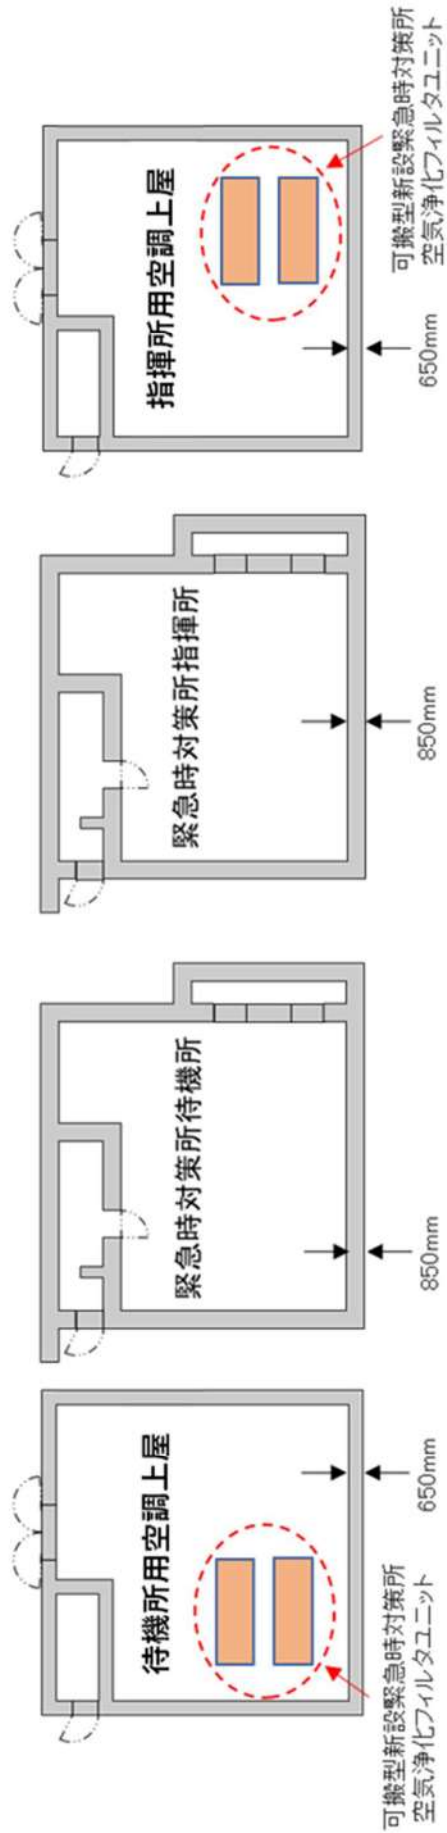 待機所用空調上屋
650mm
可搬型新設緊急時対策所
空気浄化フィルタユニット
緊急時対策所待機所
850mm
緊急時対策所指揮所
850mm
指揮所用空調上屋
650mm
可搬型新設緊急時対策所
空気浄化フィルタユニット